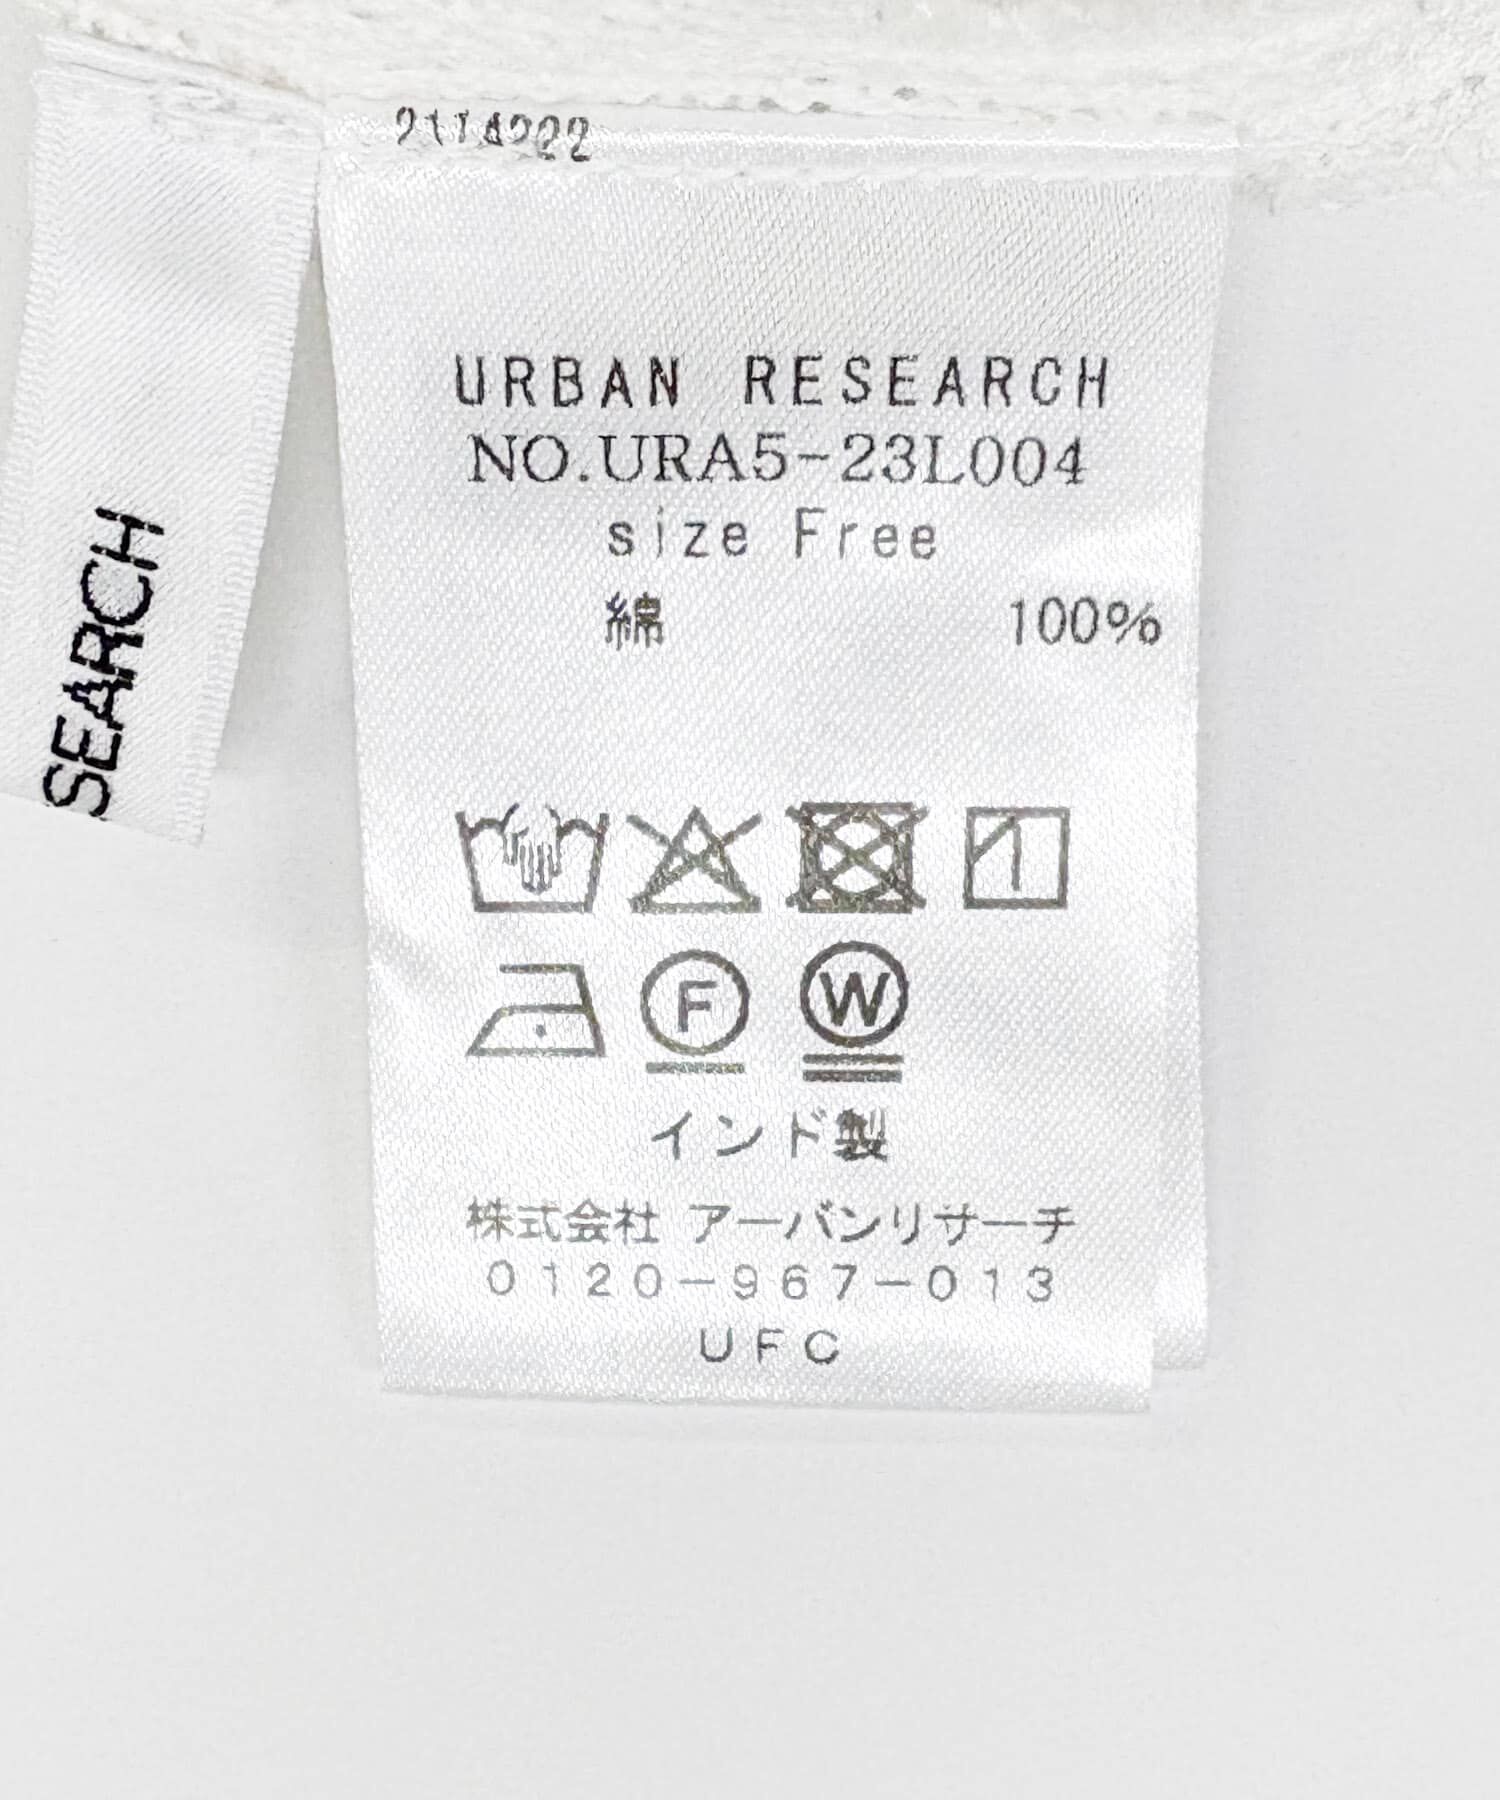 URBAN RESEARCH
NO.URA5-23L004
size Free
綿 100%
F W
インド製
株式会社 アーバンリサーチ
0120-967-013
UFC
SEARCH